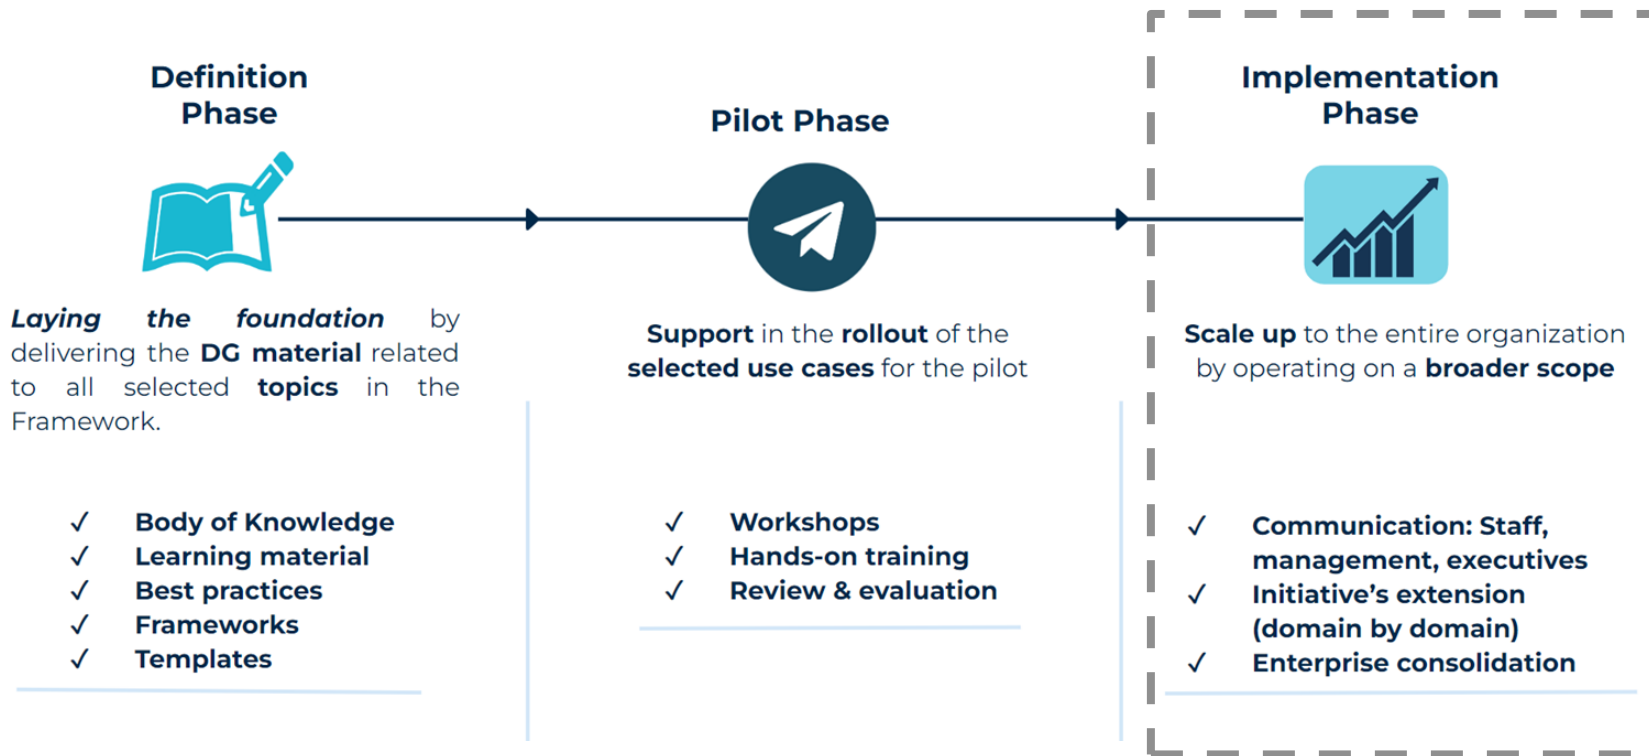 Definition
Phase
Laying the foundation by
delivering the DG material related
to all selected topics in the
Framework.
✓ Body of Knowledge
✓ Learning material
✓ Best practices
✓ Frameworks
✓ Templates
Pilot Phase
Support in the rollout of the
selected use cases for the pilot
✓ Workshops
✓ Hands-on training
✓ Review & evaluation
Implementation
Phase
Scale up to the entire organization
by operating on a broader scope
✓ Communication: Staff,
management, executives
✓ Initiative’s extension
(domain by domain)
✓ Enterprise consolidation